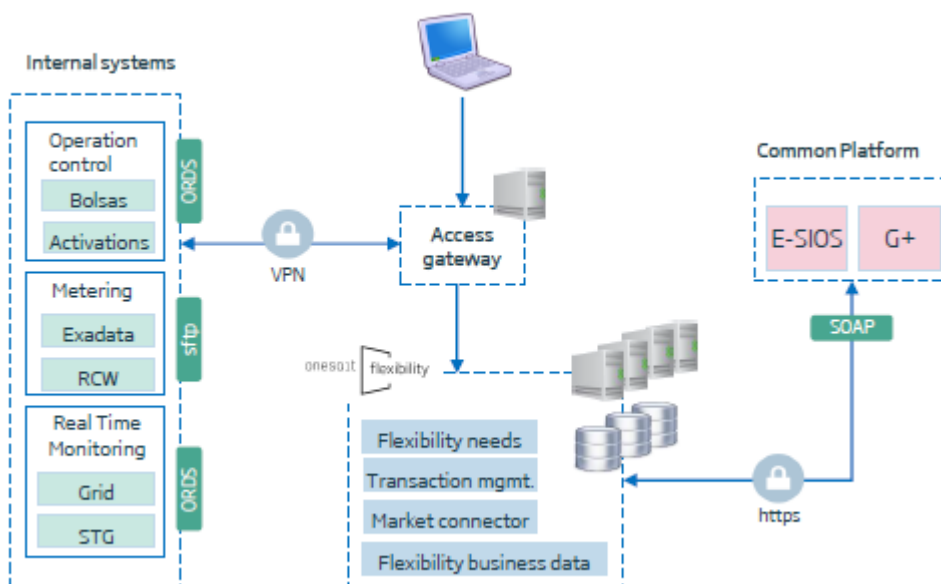 Internal systems
Operation
control
Bolsas
Activations
ORDS
Metering
Exadata
RCW
sftp
Real Time
Monitoring
Grid
STG
ORDS
VPN
Access
gateway
onesait
flexibility
Flexibility needs
Transaction mgmt.
Market connector
Flexibility business data
Common Platform
E-SIOS
G+
SOAP
https